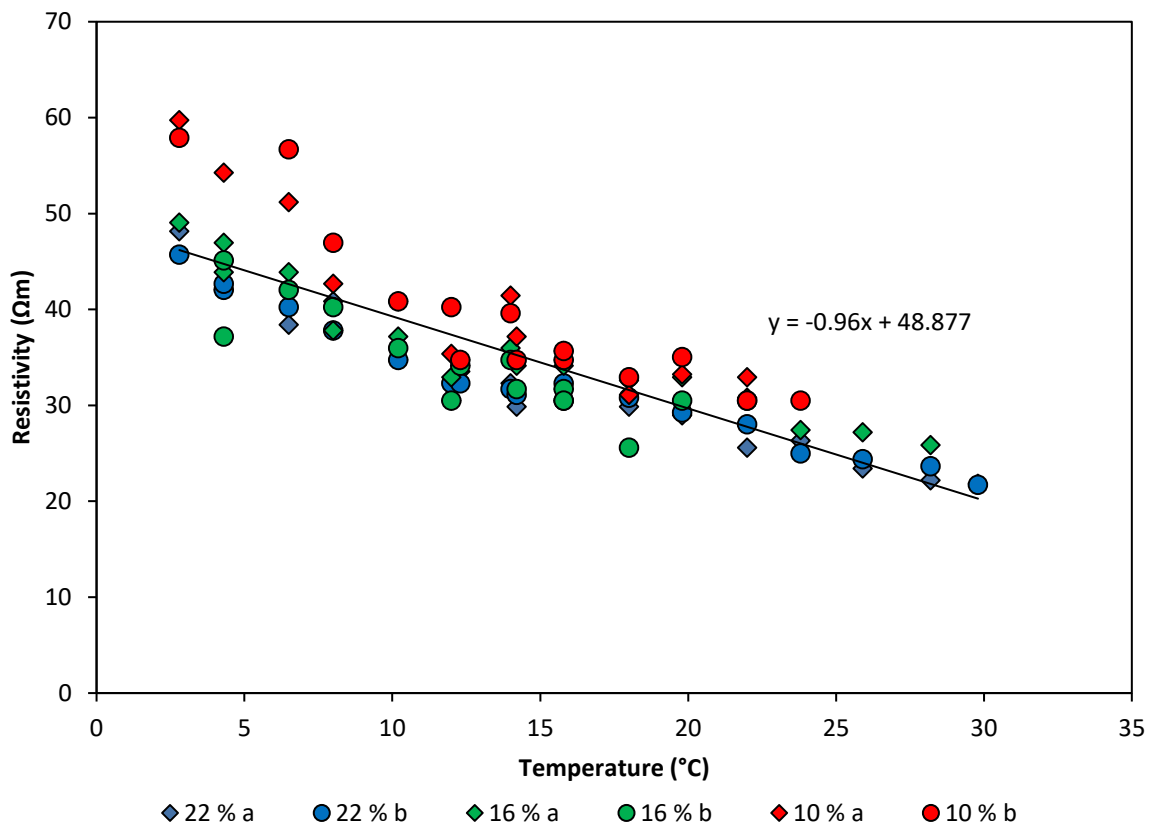 70
60
50
40
30
20
10
0
Resistivity (Ωm)
y = -0.96x + 48.877
0 5 10 15 20 25 30 35
Temperature (°C)
22 % a 22 % b 16 % a 16 % b 10 % a 10 % b